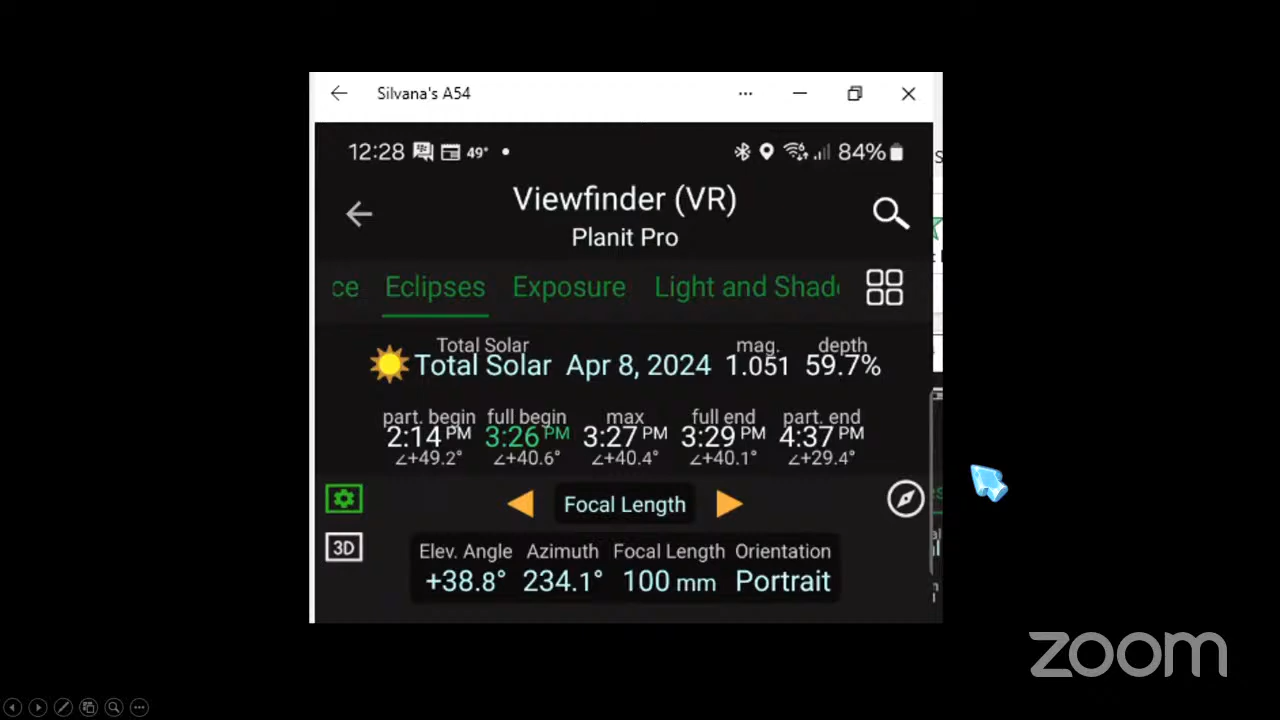 Silvana's A54
12:28 49° 84%
Viewfinder (VR)
Planit Pro
ce Eclipses Exposure Light and Shad
Total Solar mag. depth
Total Solar Apr 8, 2024 1.051 59.7%
part. begin full begin max full end part. end
2:14 PM 3:26 PM 3:27 PM 3:29 PM 4:37 PM
∠+49.2° ∠+40.6° ∠+40.4° ∠+40.1° ∠+29.4°
Focal Length
3D
Elev. Angle Azimuth Focal Length Orientation
+38.8° 234.1° 100 mm Portrait
zoom